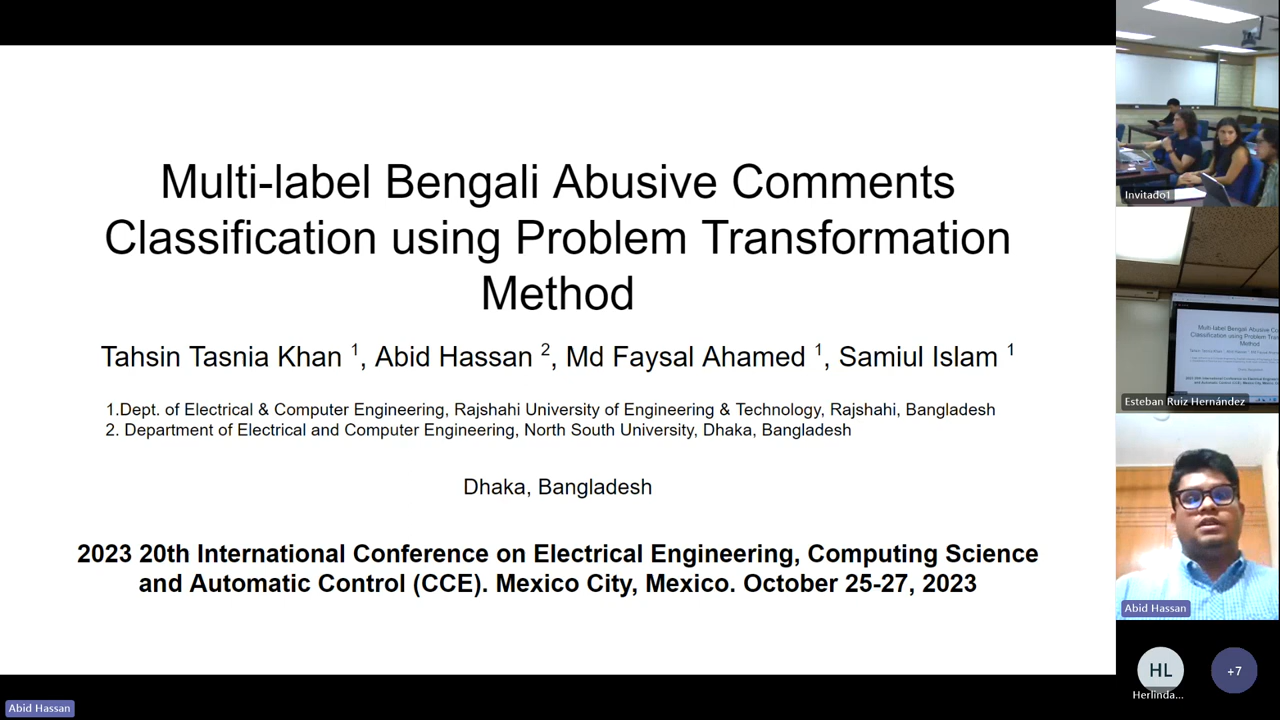 Multi-label Bengali Abusive Comments
Classification using Problem Transformation
Method
Tahsin Tasnia Khan 1, Abid Hassan 2, Md Faysal Ahamed 1, Samiul Islam 1
1.Dept. of Electrical & Computer Engineering, Rajshahi University of Engineering & Technology, Rajshahi, Bangladesh
2. Department of Electrical and Computer Engineering, North South University, Dhaka, Bangladesh
Dhaka, Bangladesh
2023 20th International Conference on Electrical Engineering, Computing Science
and Automatic Control (CCE). Mexico City, Mexico. October 25-27, 2023
Abid Hassan
Invitado1
Esteban Ruiz Hernández
Abid Hassan
HL
Herlinda...
+7